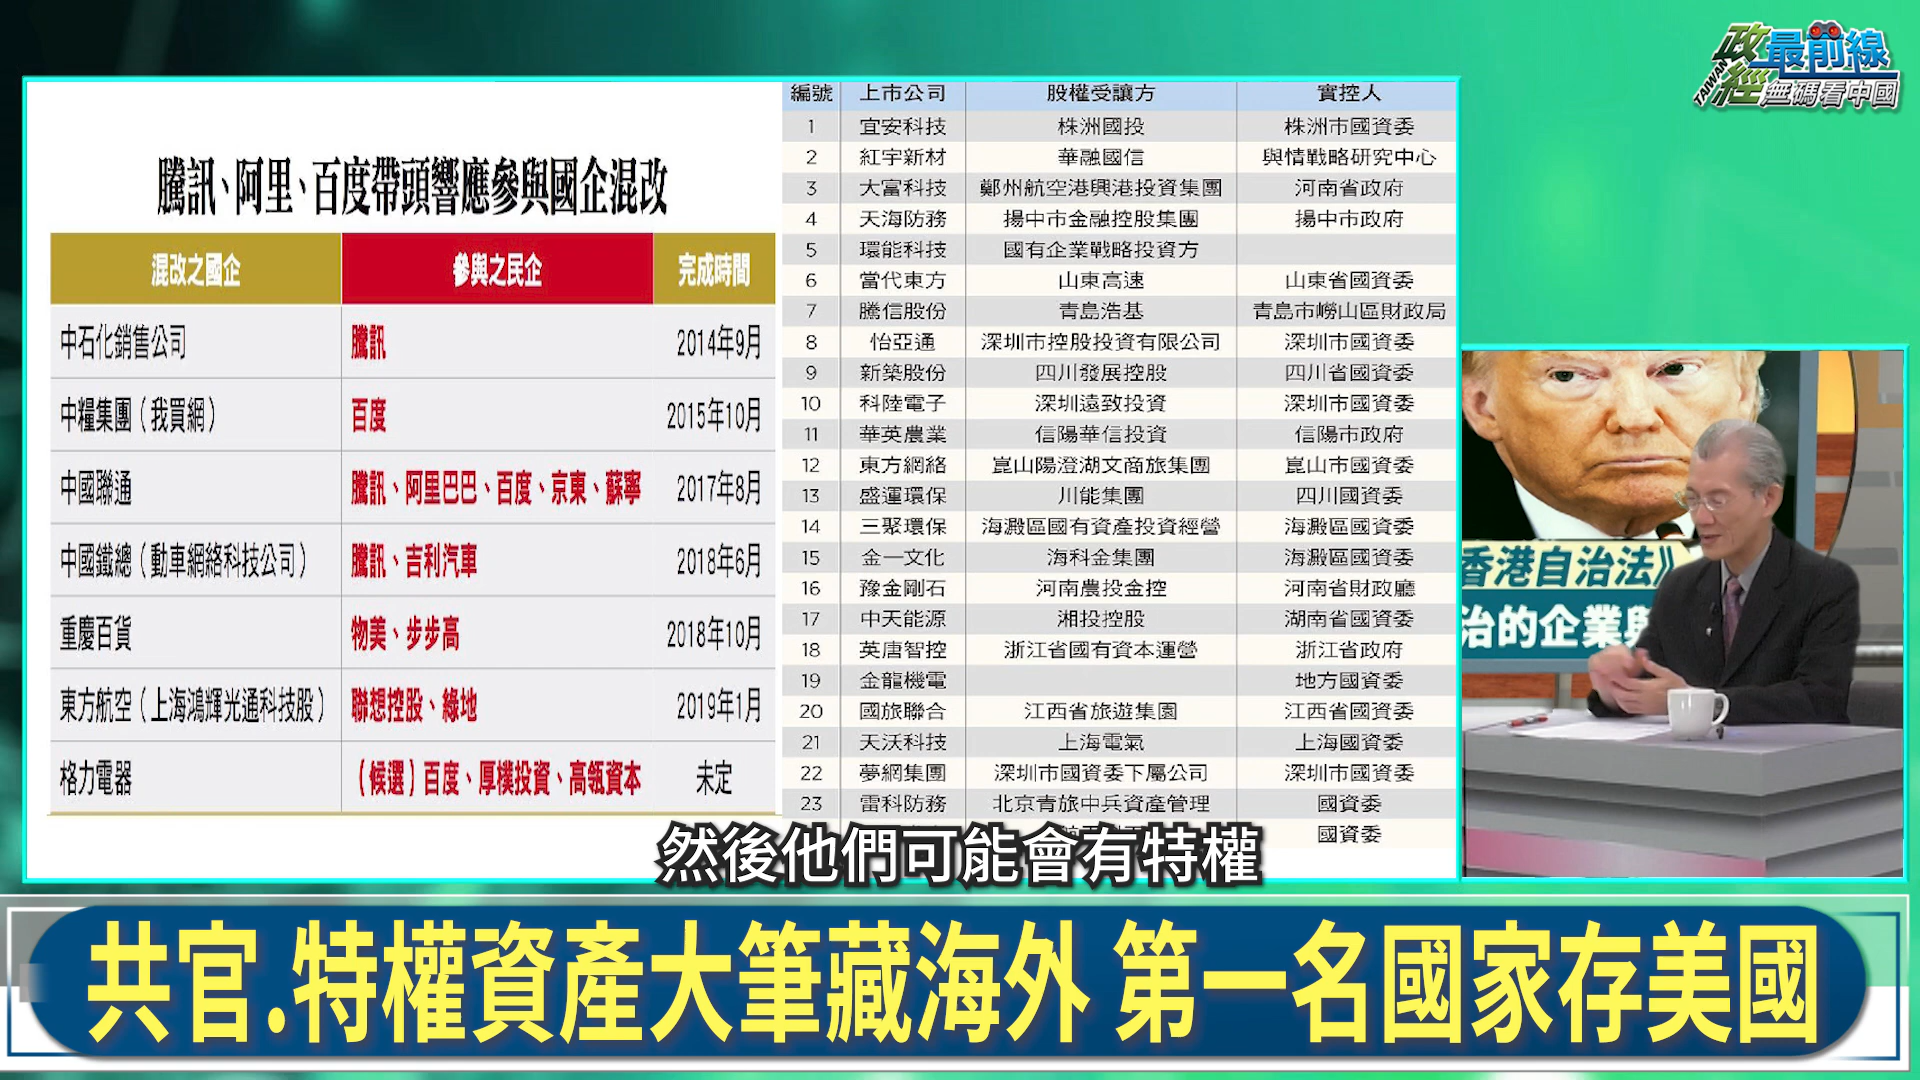 政經最前線
TAIWAN
無碼看中國
騰訊、阿里、百度帶頭響應參與國企混改
混改之國企 參與之民企 完成時間
中石化銷售公司 騰訊 2014年9月
中糧集團（我買網） 百度 2015年10月
中國聯通 騰訊、阿里巴巴、百度、京東、蘇寧 2017年8月
中國鐵總（動車網絡科技公司） 騰訊、吉利汽車 2018年6月
重慶百貨 物美、步步高 2018年10月
東方航空（上海鴻輝光通科技股） 聯想控股、綠地 2019年1月
格力電器 （候選）百度、厚樸投資、高瓴資本 未定
編號 上市公司 股權受讓方 實控人
1 宜安科技 株洲國投 株洲市國資委
2 紅宇新材 華融國信 與情戰略研究中心
3 大富科技 鄭州航空港興港投資集團 河南省政府
4 天海防務 揚中市金融控股集團 揚中市政府
5 環能科技 國有企業戰略投資方
6 當代東方 山東高速 山東省國資委
7 騰信股份 青島浩基 青島市嶗山區財政局
8 怡亞通 深圳市控股投資有限公司 深圳市國資委
9 新築股份 四川發展控股 四川省國資委
10 科陸電子 深圳遠致投資 深圳市國資委
11 華英農業 信陽華信投資 信陽市政府
12 東方網絡 崑山陽澄湖文商旅集團 崑山市國資委
13 盛運環保 川能集團 四川國資委
14 三聚環保 海澱區國有資產投資經營 海澱區國資委
15 金一文化 海科金集團 海澱區國資委
16 豫金剛石 河南農投金控 河南省財政廳
17 中天能源 湘投控股 湖南省國資委
18 英唐智控 浙江省國有資本運營 浙江省政府
19 金龍機電 地方國資委
20 國旅聯合 江西省旅遊集團 江西省國資委
21 天沃科技 上海電氣 上海國資委
22 夢網集團 深圳市國資委下屬公司 深圳市國資委
23 雷科防務 北京青旅中兵資產管理 國資委
國資委
香港自治法》
治的企業與
然後他們可能會有特權
共官.特權資產大筆藏海外 第一名國家存美國